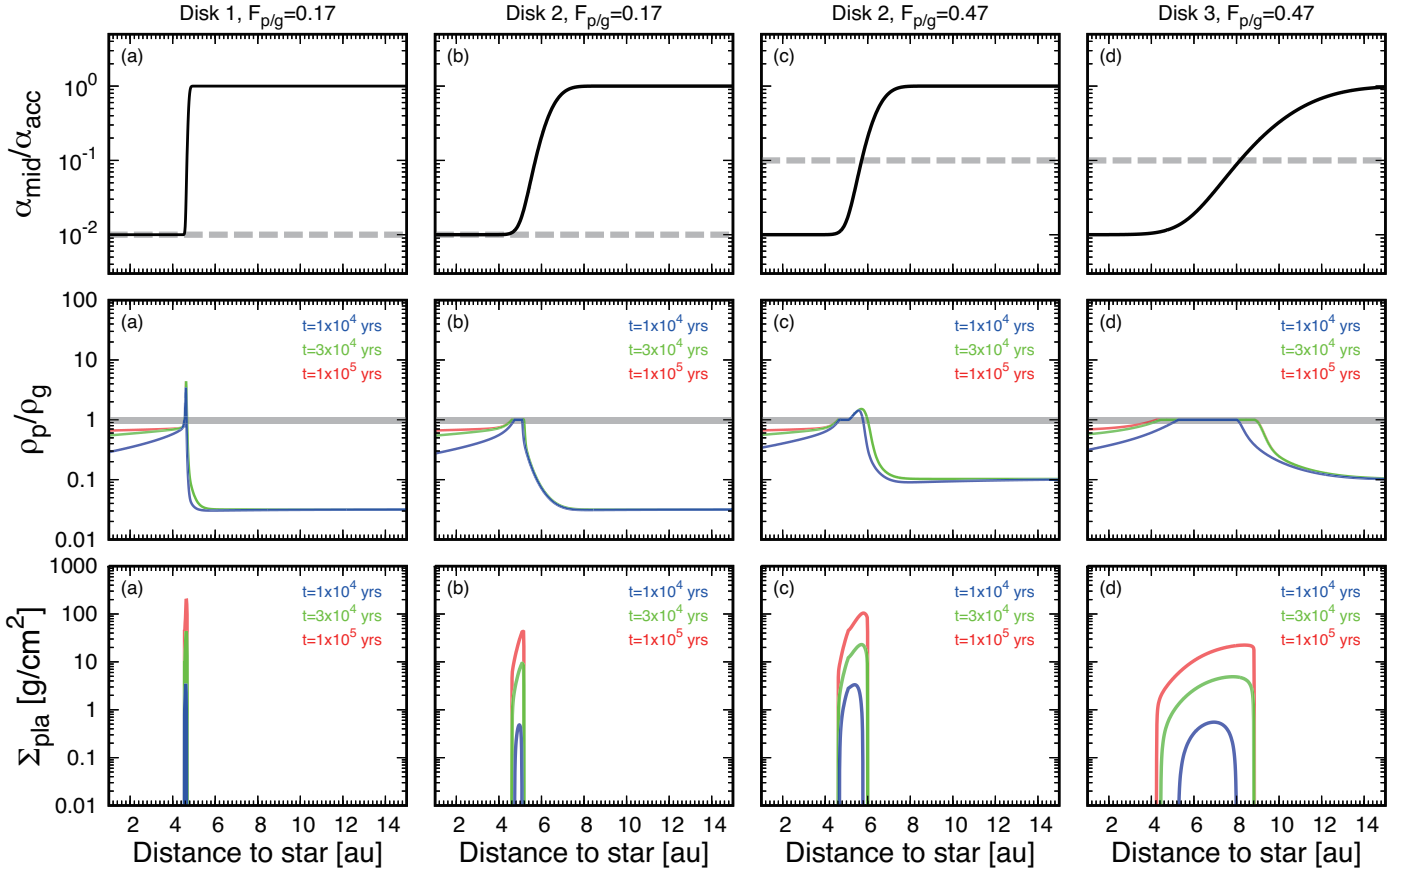 Disk 1, F_p/g=0.17
Disk 2, F_p/g=0.17
Disk 2, F_p/g=0.47
Disk 3, F_p/g=0.47
α_mid/α_acc
10^0
10^-1
10^-2
(a)
(b)
(c)
(d)
ρ_p/ρ_g
100
10
1
0.1
0.01
(a)
t=1x10^4 yrs
t=3x10^4 yrs
t=1x10^5 yrs
(b)
t=1x10^4 yrs
t=3x10^4 yrs
t=1x10^5 yrs
(c)
t=1x10^4 yrs
t=3x10^4 yrs
t=1x10^5 yrs
(d)
t=1x10^4 yrs
t=3x10^4 yrs
t=1x10^5 yrs
Σ_pla [g/cm^2]
1000
100
10
1
0.1
0.01
(a)
t=1x10^4 yrs
t=3x10^4 yrs
t=1x10^5 yrs
(b)
t=1x10^4 yrs
t=3x10^4 yrs
t=1x10^5 yrs
(c)
t=1x10^4 yrs
t=3x10^4 yrs
t=1x10^5 yrs
(d)
t=1x10^4 yrs
t=3x10^4 yrs
t=1x10^5 yrs
2 4 6 8 10 12 14
2 4 6 8 10 12 14
2 4 6 8 10 12 14
2 4 6 8 10 12 14
Distance to star [au]
Distance to star [au]
Distance to star [au]
Distance to star [au]